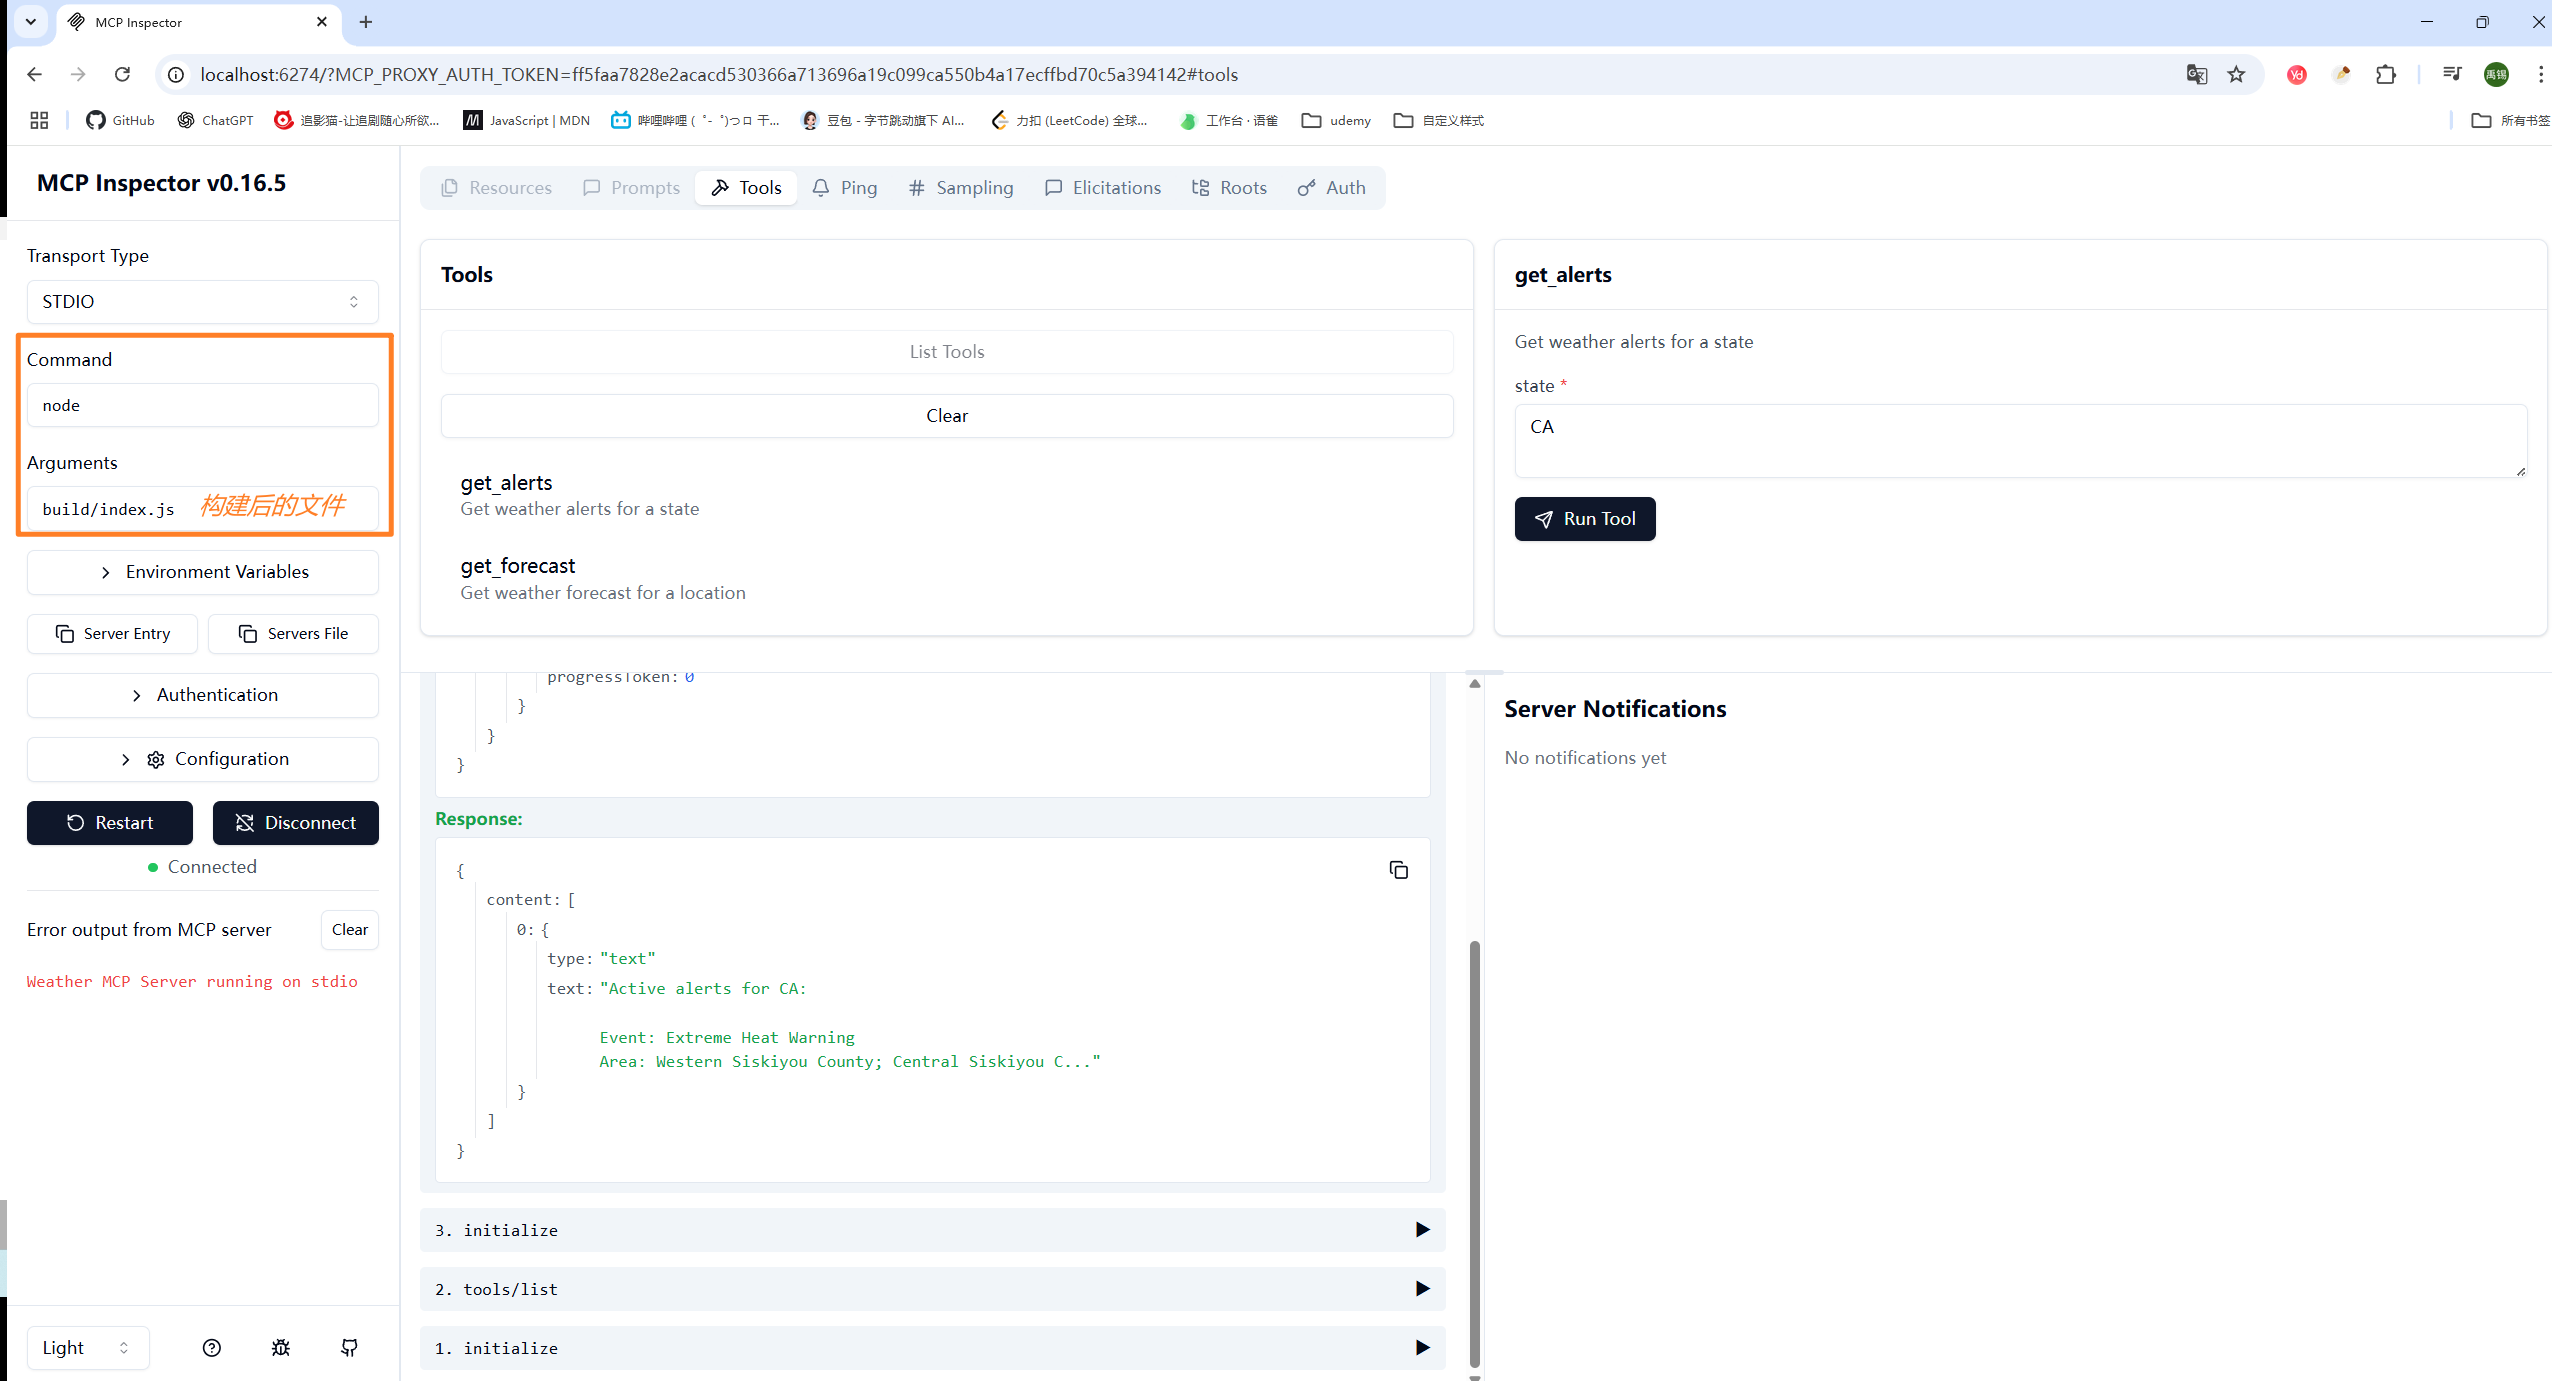 MCP Inspector
localhost:6274/?MCP_PROXY_AUTH_TOKEN=ff5faa7828e2acacd530366a713696a19c099ca550b4a17ecffbd70c5a394142#tools
GitHub
ChatGPT
追影猫-让追剧随心所欲...
JavaScript | MDN
哔哩哔哩 ( ゜- ゜)つロ 干...
豆包 - 字节跳动旗下 AI...
力扣 (LeetCode) 全球...
工作台 · 语雀
udemy
自定义样式
所有书签
MCP Inspector v0.16.5
Transport Type
STDIO
Command
node
Arguments
build/index.js 构建后的文件
Environment Variables
Server Entry
Servers File
Authentication
Configuration
Restart
Disconnect
Connected
Error output from MCP server
Clear
Weather MCP Server running on stdio
Light
Resources
Prompts
Tools
Ping
Sampling
Elicitations
Roots
Auth
Tools
List Tools
Clear
get_alerts
Get weather alerts for a state
get_forecast
Get weather forecast for a location
get_alerts
Get weather alerts for a state
state *
CA
Run Tool
progressToken: 0
}
}
}
Response:
{
content: [
0: {
type: "text"
text: "Active alerts for CA:
Event: Extreme Heat Warning
Area: Western Siskiyou County; Central Siskiyou C..."
}
]
}
3. initialize
2. tools/list
1. initialize
Server Notifications
No notifications yet